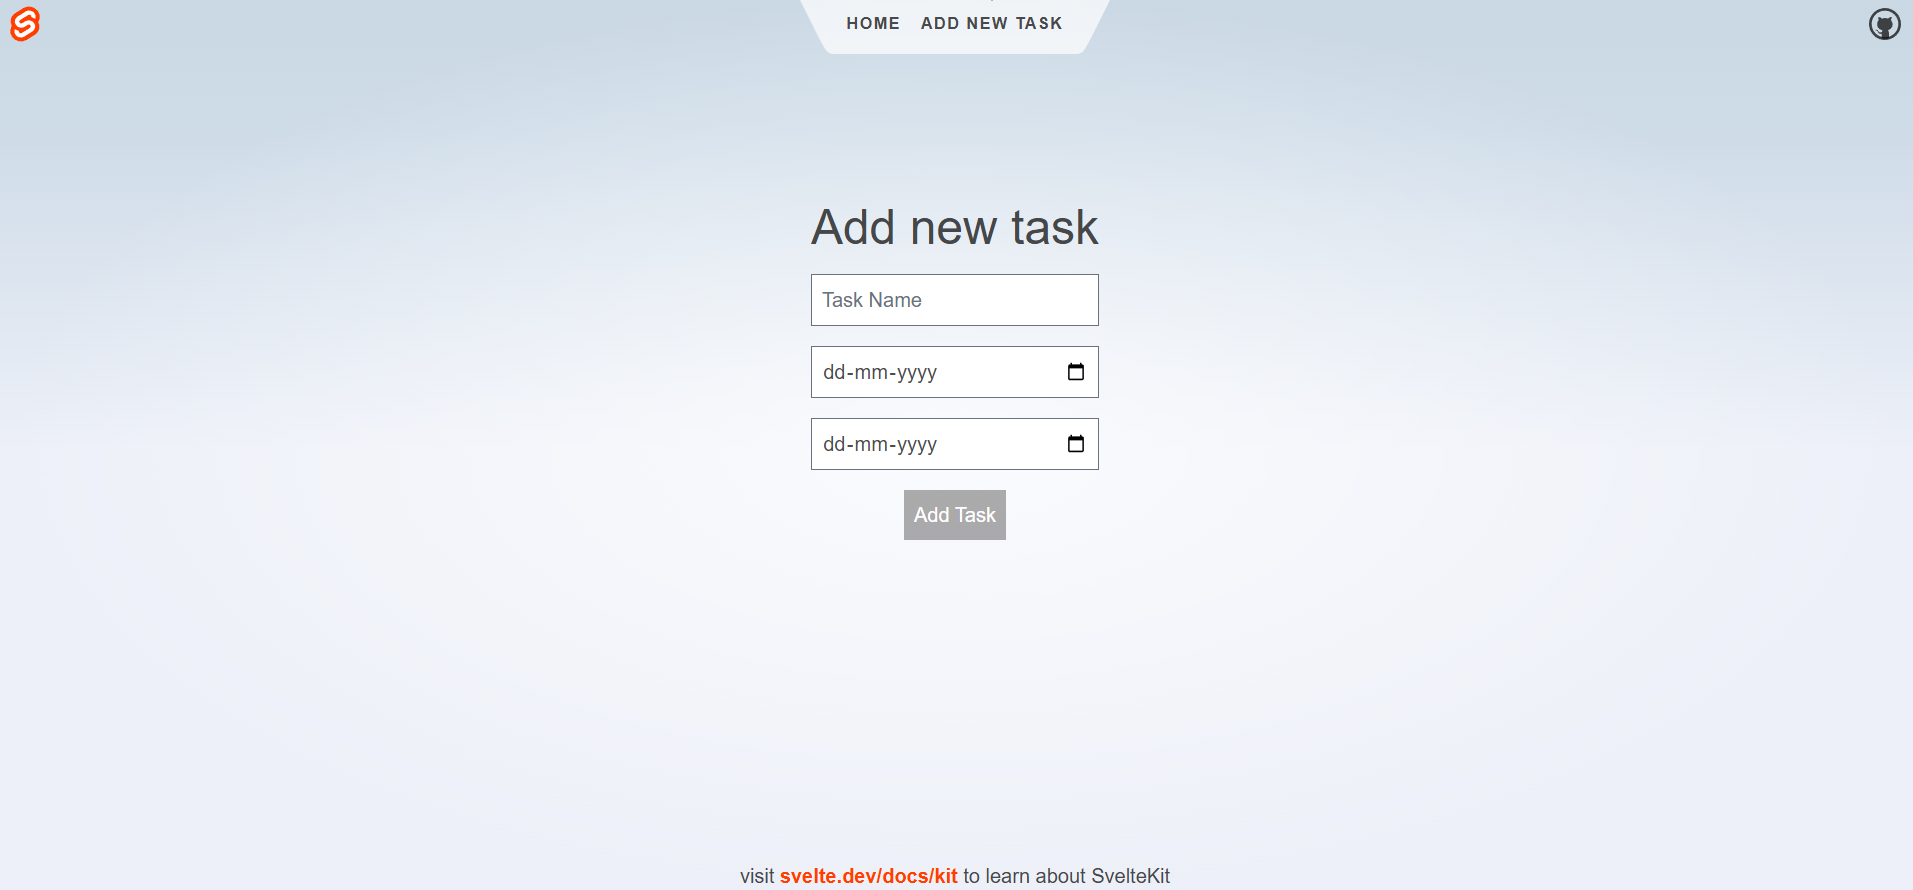 HOME ADD NEW TASK
Add new task
Task Name
dd-mm-yyyy
dd-mm-yyyy
Add Task
visit svelte.dev/docs/kit to learn about SvelteKit